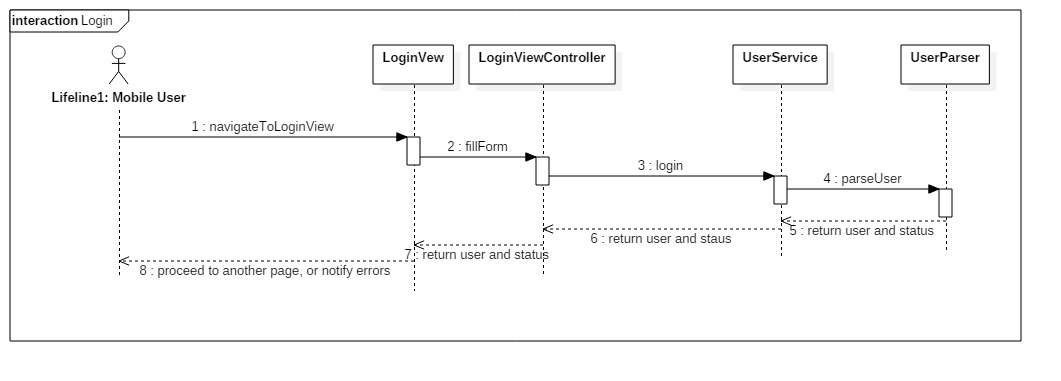 interaction Login
LoginVew
LoginViewController
UserService
UserParser
Lifeline1: Mobile User
1 : navigateToLoginView
2 : fillForm
3 : login
4 : parseUser
5 : return user and status
6 : return user and staus
7 : return user and status
8 : proceed to another page, or notify errors